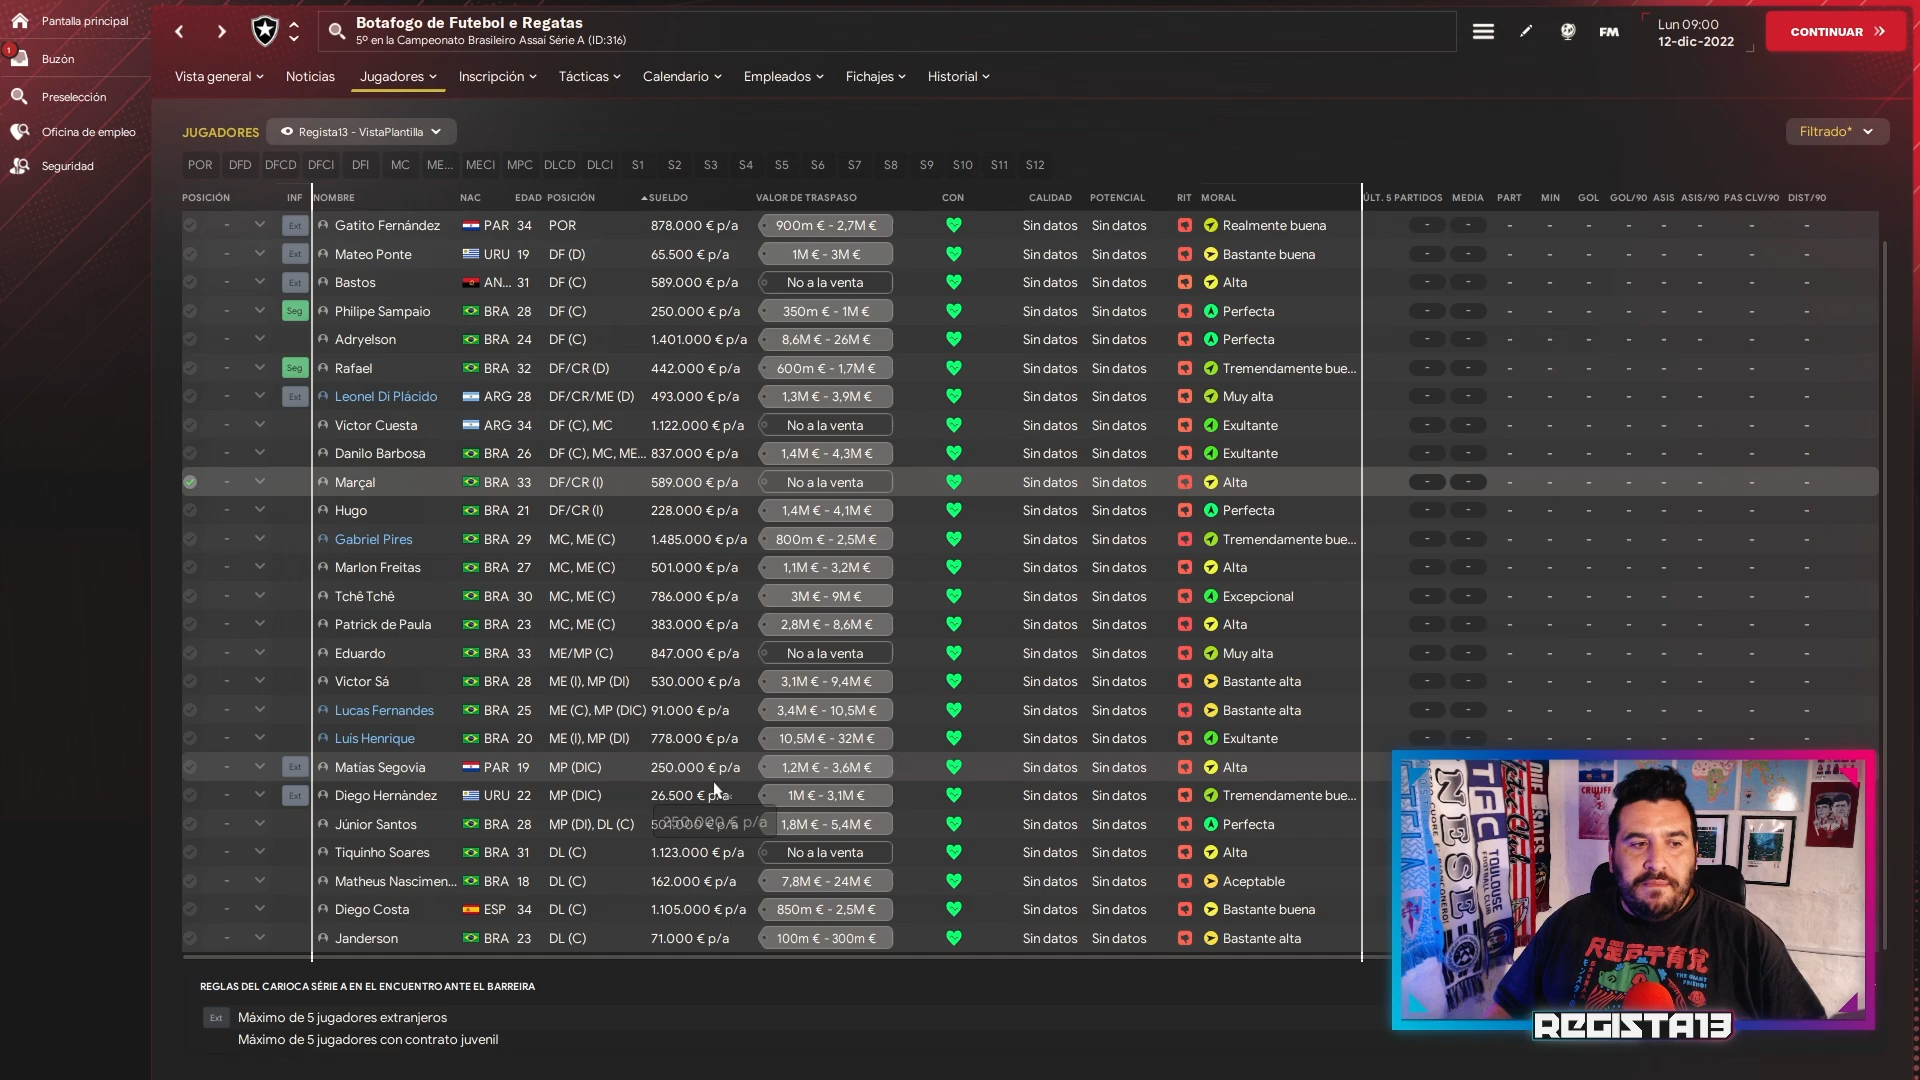 Pantalla principal
1
Buzón
Preselección
Oficina de empleo
Seguridad
Botafogo de Futebol e Regatas
5º en la Campeonato Brasileiro Assaí Série A (ID:316)
FM
Lun 09:00
12-dic-2022
CONTINUAR
Vista general Noticias Jugadores Inscripción Tácticas Calendario Empleados Fichajes Historial
JUGADORES Regista13 - VistaPlantilla Filtrado*
POR DFD DFCD DFCI DFI MC ME... MECI MPC DLCD DLCI S1 S2 S3 S4 S5 S6 S7 S8 S9 S10 S11 S12
POSICIÓN INF NOMBRE NAC EDAD POSICIÓN SUELDO VALOR DE TRASPASO CON CALIDAD POTENCIAL RIT MORAL ÚLT. 5 PARTIDOS MEDIA PART MIN GOL GOL/90 ASIS ASIS/90 PAS CLV/90 DIST/90
- Ext Gatito Fernández PAR 34 POR 878.000 € p/a 900m € - 2,7M € Sin datos Sin datos Realmente buena - - - - - - - - - -
- Ext Mateo Ponte URU 19 DF (D) 65.500 € p/a 1M € - 3M € Sin datos Sin datos Bastante buena - - - - - - - - - -
- Ext Bastos AN... 31 DF (C) 589.000 € p/a No a la venta Sin datos Sin datos Alta - - - - - - - - - -
- Seg Philipe Sampaio BRA 28 DF (C) 250.000 € p/a 350m € - 1M € Sin datos Sin datos Perfecta - - - - - - - - - -
- Adryelson BRA 24 DF (C) 1.401.000 € p/a 8,6M € - 26M € Sin datos Sin datos Perfecta - - - - - - - - - -
- Seg Rafael BRA 32 DF/CR (D) 442.000 € p/a 600m € - 1,7M € Sin datos Sin datos Tremendamente bue... - - - - - - - - - -
- Ext Leonel Di Plácido ARG 28 DF/CR/ME (D) 493.000 € p/a 1,3M € - 3,9M € Sin datos Sin datos Muy alta - - - - - - - - - -
- Víctor Cuesta ARG 34 DF (C), MC 1.122.000 € p/a No a la venta Sin datos Sin datos Exultante - - - - - - - - - -
- Danilo Barbosa BRA 26 DF (C), MC, ME... 837.000 € p/a 1,4M € - 4,3M € Sin datos Sin datos Exultante - - - - - - - - - -
- Marçal BRA 33 DF/CR (I) 589.000 € p/a No a la venta Sin datos Sin datos Alta - - - - - - - - - -
- Hugo BRA 21 DF/CR (I) 228.000 € p/a 1,4M € - 4,1M € Sin datos Sin datos Perfecta - - - - - - - - - -
- Gabriel Pires BRA 29 MC, ME (C) 1.485.000 € p/a 800m € - 2,5M € Sin datos Sin datos Tremendamente bue... - - - - - - - - - -
- Marlon Freitas BRA 27 MC, ME (C) 501.000 € p/a 1,1M € - 3,2M € Sin datos Sin datos Alta - - - - - - - - - -
- Tchê Tchê BRA 30 MC, ME (C) 786.000 € p/a 3M € - 9M € Sin datos Sin datos Excepcional - - - - - - - - - -
- Patrick de Paula BRA 23 MC, ME (C) 383.000 € p/a 2,8M € - 8,6M € Sin datos Sin datos Alta - - - - - - - - - -
- Eduardo BRA 33 ME/MP (C) 847.000 € p/a No a la venta Sin datos Sin datos Muy alta - - - - - - - - - -
- Victor Sá BRA 28 ME (I), MP (DI) 530.000 € p/a 3,1M € - 9,4M € Sin datos Sin datos Bastante alta - - - - - - - - - -
- Lucas Fernandes BRA 25 ME (C), MP (DIC) 91.000 € p/a 3,4M € - 10,5M € Sin datos Sin datos Bastante alta - - - - - - - - - -
- Luís Henrique BRA 20 ME (I), MP (DI) 778.000 € p/a 10,5M € - 32M € Sin datos Sin datos Exultante - - - - - - - - - -
- Ext Matías Segovia PAR 19 MP (DIC) 250.000 € p/a 1,2M € - 3,6M € Sin datos Sin datos Alta
- Ext Diego Hernàndez URU 22 MP (DIC) 26.500 € p/a 1M € - 3,1M € Sin datos Sin datos Tremendamente bue...
- Júnior Santos BRA 28 MP (DI), DL (C) 250.000 € p/a 1,8M € - 5,4M € Sin datos Sin datos Perfecta
- Tiquinho Soares BRA 31 DL (C) 1.123.000 € p/a No a la venta Sin datos Sin datos Alta
- Matheus Nascimen... BRA 18 DL (C) 162.000 € p/a 7,8M € - 24M € Sin datos Sin datos Aceptable
- Diego Costa ESP 34 DL (C) 1.105.000 € p/a 850m € - 2,5M € Sin datos Sin datos Bastante buena
- Janderson BRA 23 DL (C) 71.000 € p/a 100m € - 300m € Sin datos Sin datos Bastante alta
REGLAS DEL CARIOCA SÉRIE A EN EL ENCUENTRO ANTE EL BARREIRA
Ext Máximo de 5 jugadores extranjeros
Máximo de 5 jugadores con contrato juvenil
CRUYFF
TFC
TOULOUSE
FOOTBALL CLUB
REGISTA13